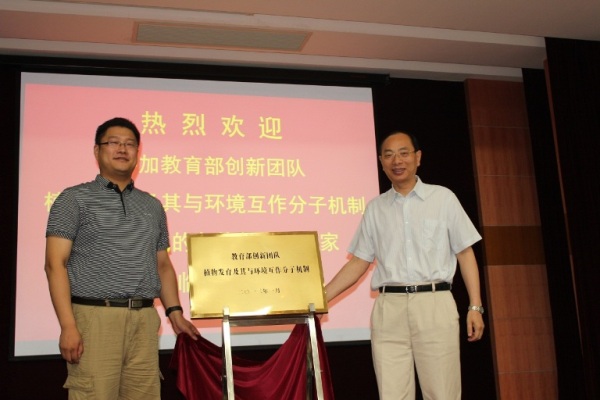 热烈欢迎
加教育部创新团队
其与环境互作分子机制
的
家
教育部创新团队
植物发育及其与环境互作分子机制